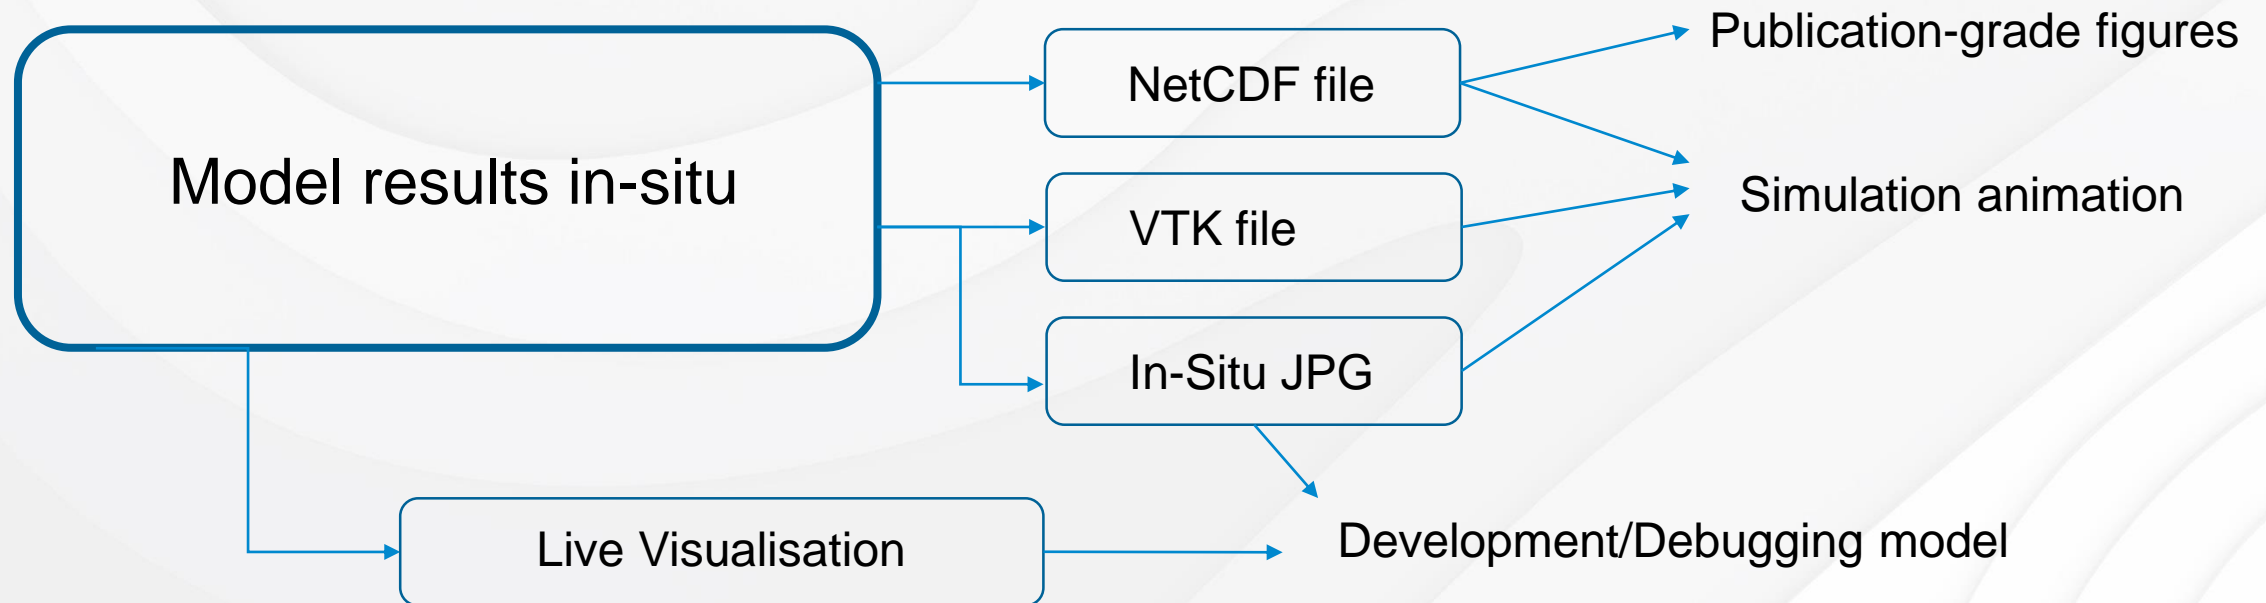 Publication-grade figures
NetCDF file
Model results in-situ
Simulation animation
VTK file
In-Situ JPG
Live Visualisation
Development/Debugging model